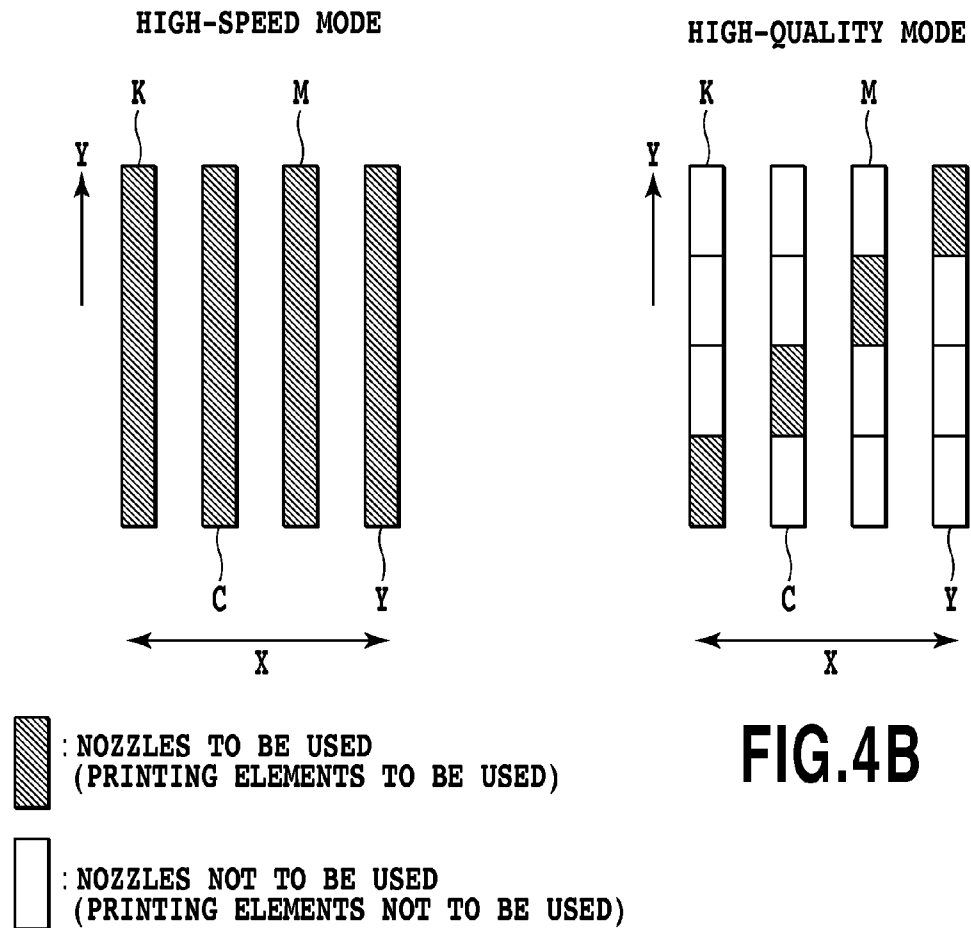 HIGH-SPEED MODE
K
M
Y
C
Y
X
HIGH-QUALITY MODE
K
M
Y
C
Y
X
: NOZZLES TO BE USED
(PRINTING ELEMENTS TO BE USED)
: NOZZLES NOT TO BE USED
(PRINTING ELEMENTS NOT TO BE USED)
FIG.4B